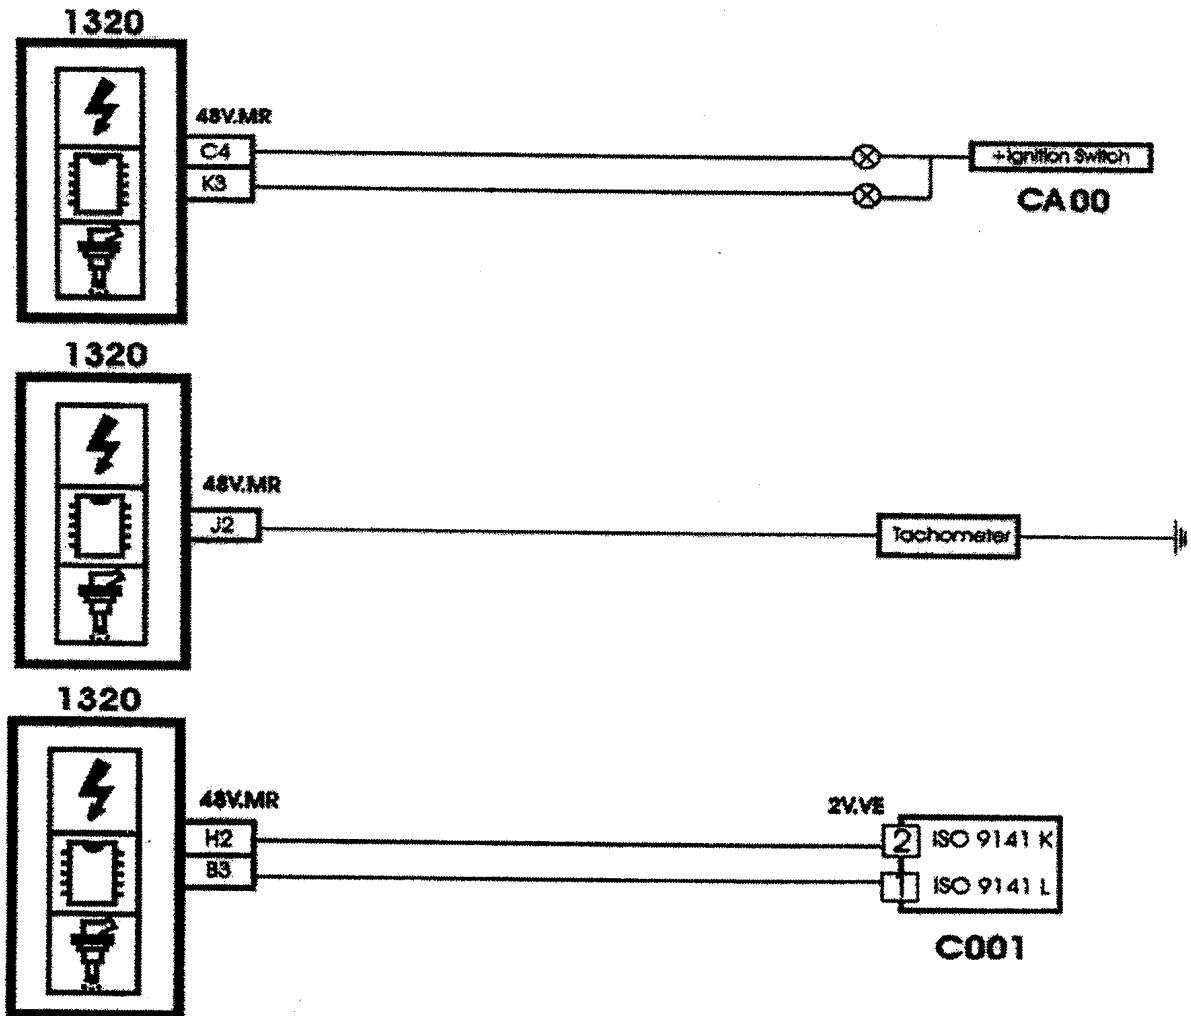 1320
48V.MR
C4
K3
+Ignition Switch
CA00
1320
48V.MR
J2
Tachometer
1320
48V.MR
H2
B3
2V.VE
2 ISO 9141 K
1 ISO 9141 L
C001